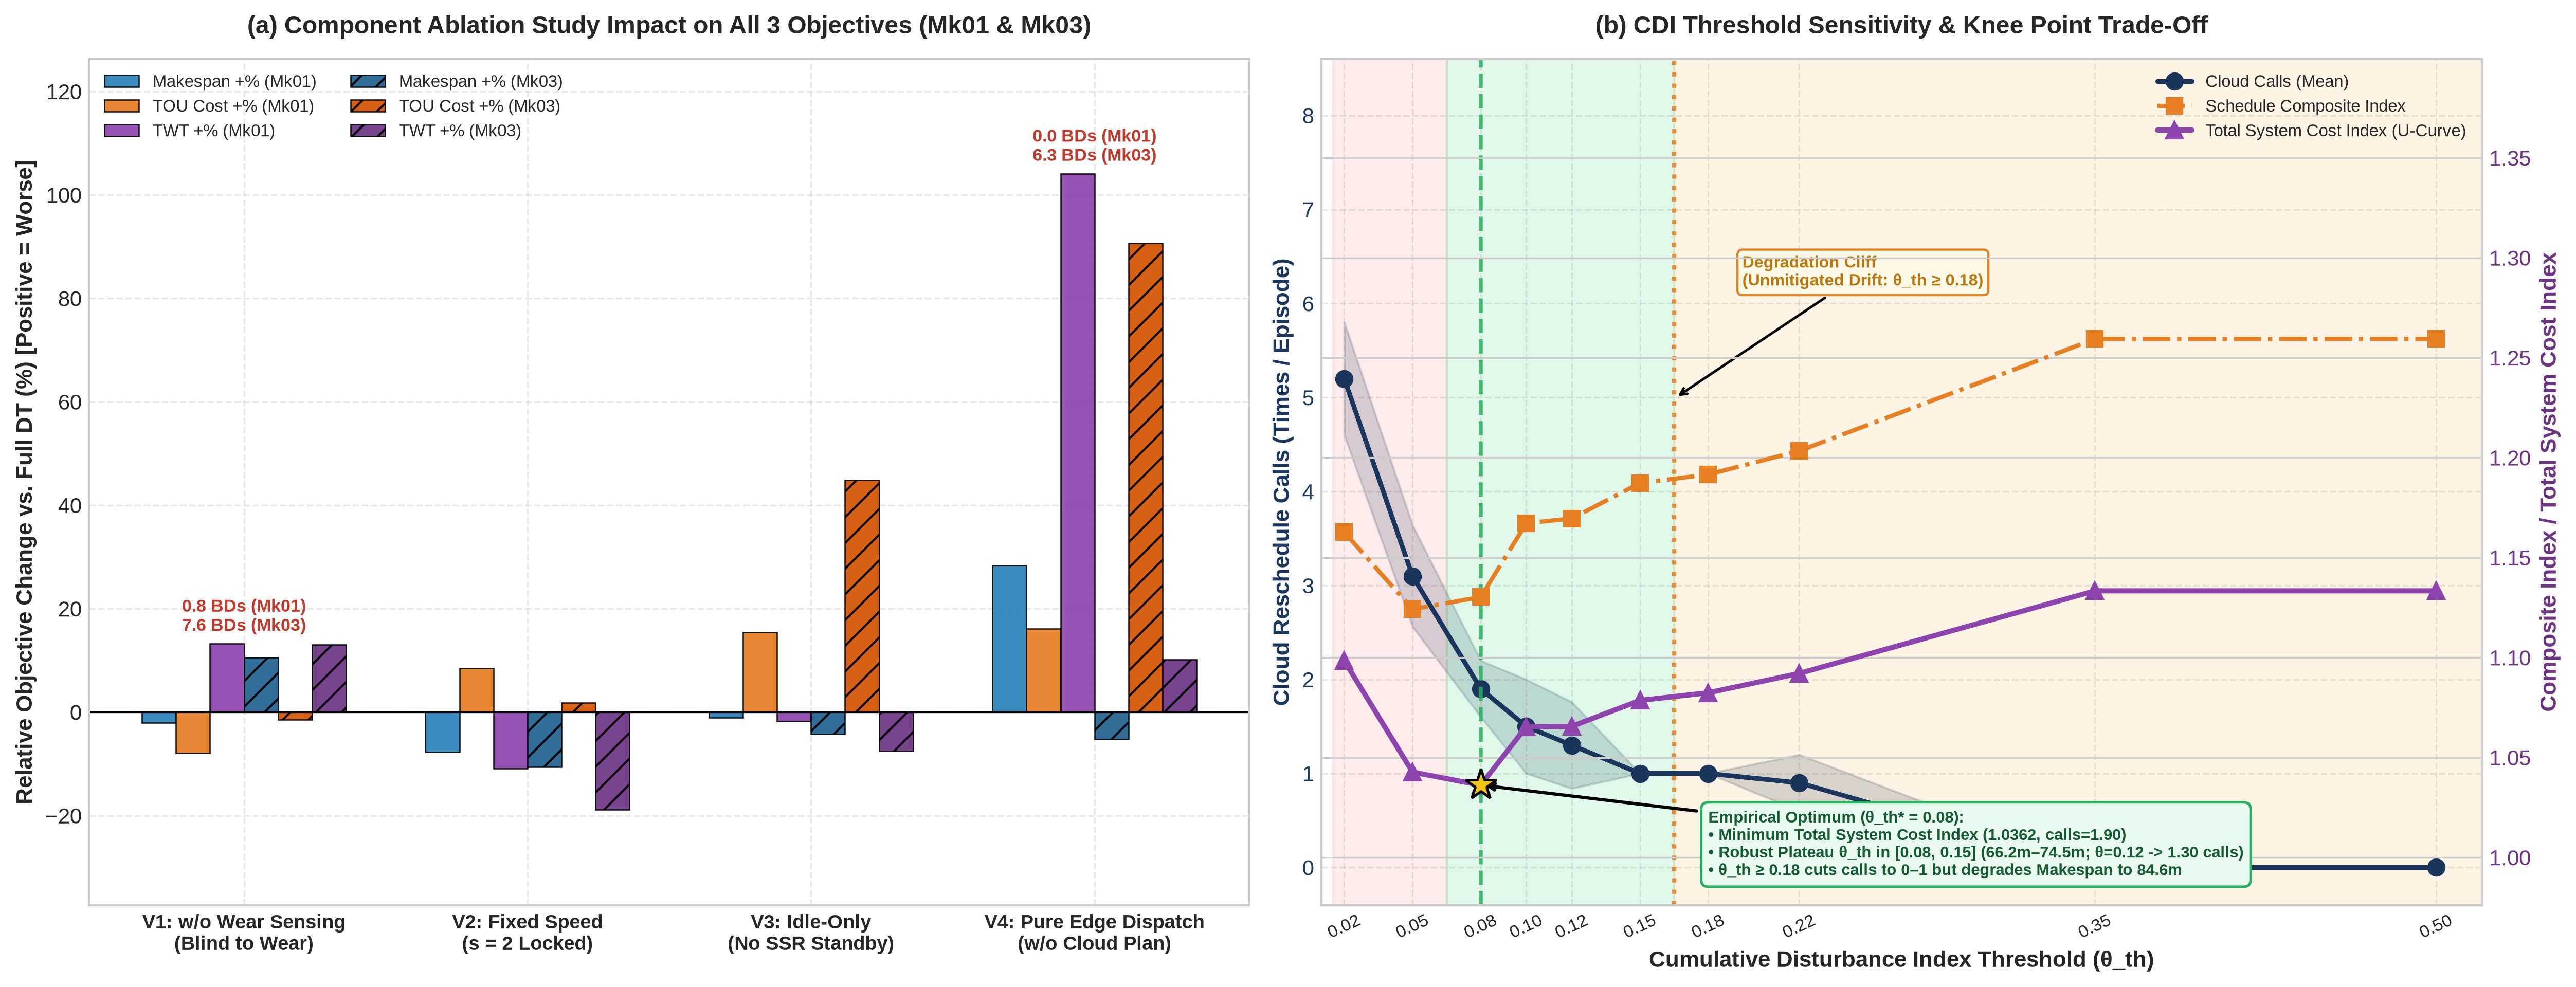 (a) Component Ablation Study Impact on All 3 Objectives (Mk01 & Mk03)
Relative Objective Change vs. Full DT (%) [Positive = Worse]
120
100
80
60
40
20
0
−20
Makespan +% (Mk01)
TOU Cost +% (Mk01)
TWT +% (Mk01)
Makespan +% (Mk03)
TOU Cost +% (Mk03)
TWT +% (Mk03)
0.8 BDs (Mk01)
7.6 BDs (Mk03)
0.0 BDs (Mk01)
6.3 BDs (Mk03)
V1: w/o Wear Sensing
(Blind to Wear)
V2: Fixed Speed
(s = 2 Locked)
V3: Idle-Only
(No SSR Standby)
V4: Pure Edge Dispatch
(w/o Cloud Plan)
(b) CDI Threshold Sensitivity & Knee Point Trade-Off
Cloud Reschedule Calls (Times / Episode)
8
7
6
5
4
3
2
1
0
Cloud Calls (Mean)
Schedule Composite Index
Total System Cost Index (U-Curve)
Degradation Cliff
(Unmitigated Drift: θ_th ≥ 0.18)
Empirical Optimum (θ_th* = 0.08):
• Minimum Total System Cost Index (1.0362, calls=1.90)
• Robust Plateau θ_th in [0.08, 0.15] (66.2m–74.5m; θ=0.12 -> 1.30 calls)
• θ_th ≥ 0.18 cuts calls to 0–1 but degrades Makespan to 84.6m
1.35
1.30
1.25
1.20
1.15
1.10
1.05
1.00
Composite Index / Total System Cost Index
0.02
0.05
0.08
0.10
0.12
0.15
0.18
0.22
0.35
0.50
Cumulative Disturbance Index Threshold (θ_th)